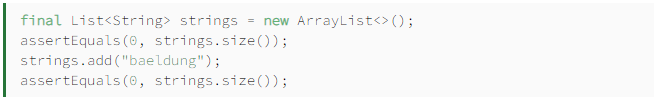 final List<String> strings = new ArrayList<>();
assertEquals(0, strings.size());
strings.add("baeldung");
assertEquals(0, strings.size());